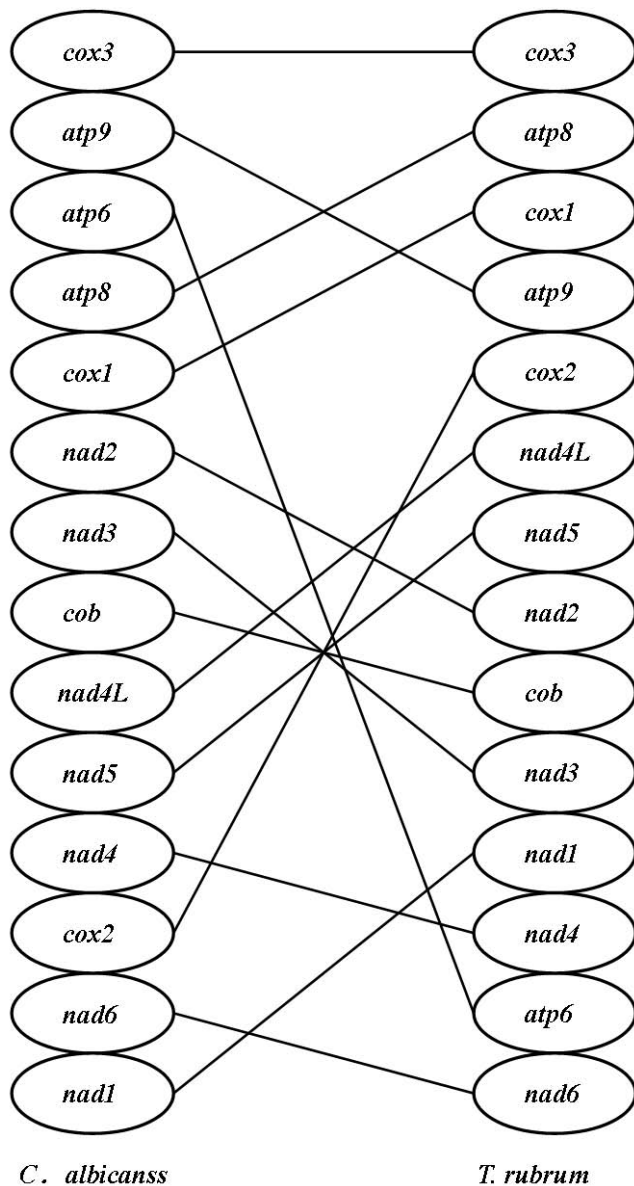 cox3 cox3
atp9 atp8
atp6 cox1
atp8 atp9
cox1 cox2
nad2 nad4L
nad3 nad5
cob nad2
nad4L cob
nad5 nad3
nad4 nad1
cox2 nad4
nad6 atp6
nad1 nad6
C. albicanss T. rubrum